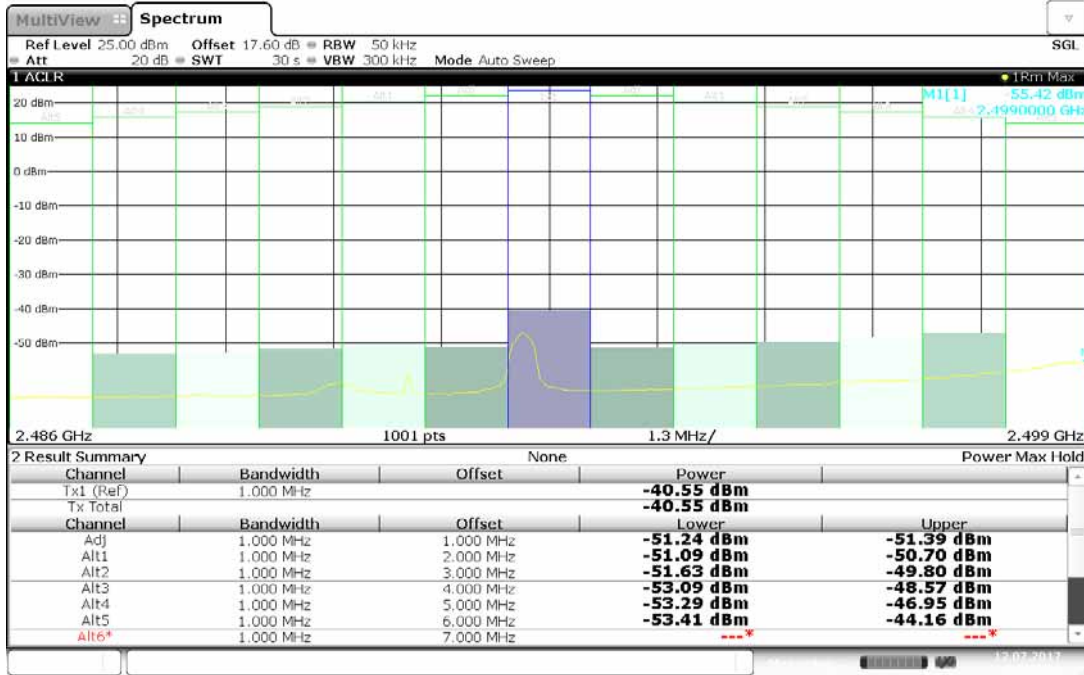 MultiView Spectrum
Ref Level 25.00 dBm Offset 17.60 dB RBW 50 kHz SGL
Att 20 dB SWT 30 s VBW 300 kHz Mode Auto Sweep
1 ACLR 1Rm Max
M1[1] -55.42 dBm
2.4990000 GHz
20 dBm
10 dBm
0 dBm
-10 dBm
-20 dBm
-30 dBm
-40 dBm
-50 dBm
2.486 GHz 1001 pts 1.3 MHz/ 2.499 GHz
2 Result Summary None Power Max Hold
Channel Bandwidth Offset Power
Tx1 (Ref) 1.000 MHz -40.55 dBm
Tx Total -40.55 dBm
Channel Bandwidth Offset Lower Upper
Adj 1.000 MHz 1.000 MHz -51.24 dBm -51.39 dBm
Alt1 1.000 MHz 2.000 MHz -51.09 dBm -50.70 dBm
Alt2 1.000 MHz 3.000 MHz -51.63 dBm -49.80 dBm
Alt3 1.000 MHz 4.000 MHz -53.09 dBm -48.57 dBm
Alt4 1.000 MHz 5.000 MHz -53.29 dBm -46.95 dBm
Alt5 1.000 MHz 6.000 MHz -53.41 dBm -44.16 dBm
Alt6* 1.000 MHz 7.000 MHz ---* ---*
12.07.2017